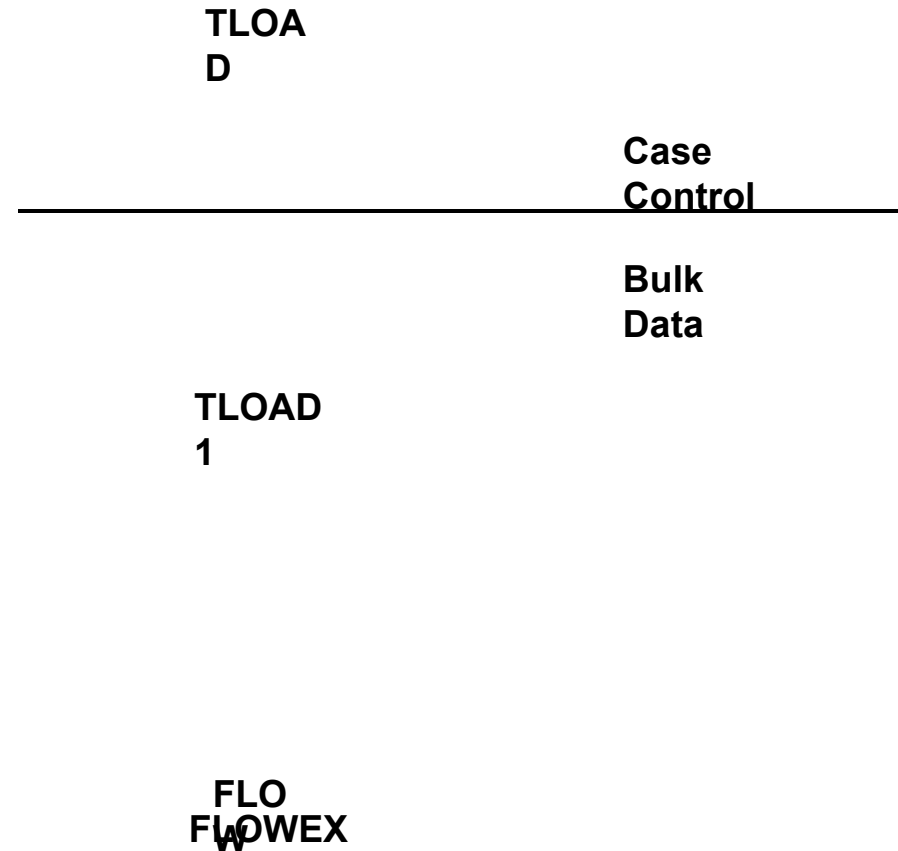 TLOA
D
Case
Control
Bulk
Data
TLOAD
1
FLO
W
FLOWEX